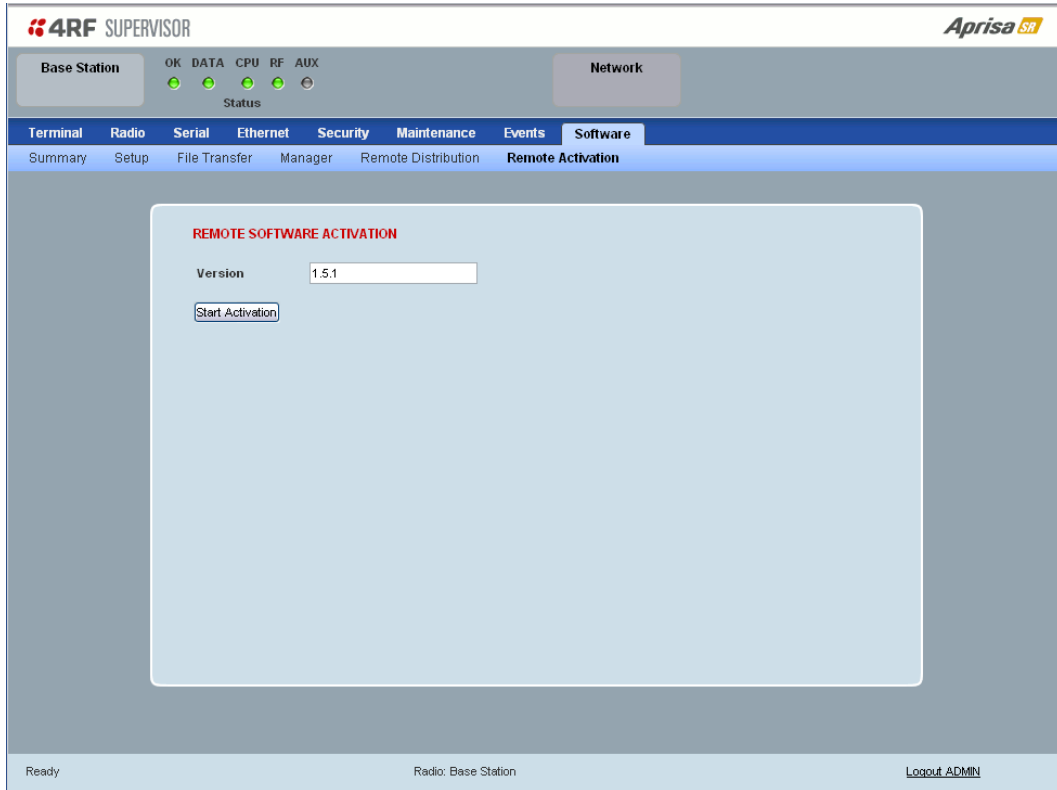 4RF SUPERVISOR
Aprisa SR
Base Station
OK DATA CPU RF AUX
Status
Network
Terminal Radio Serial Ethernet Security Maintenance Events Software
Summary Setup File Transfer Manager Remote Distribution Remote Activation
REMOTE SOFTWARE ACTIVATION
Version 1.5.1
Start Activation
Ready Radio: Base Station Logout ADMIN